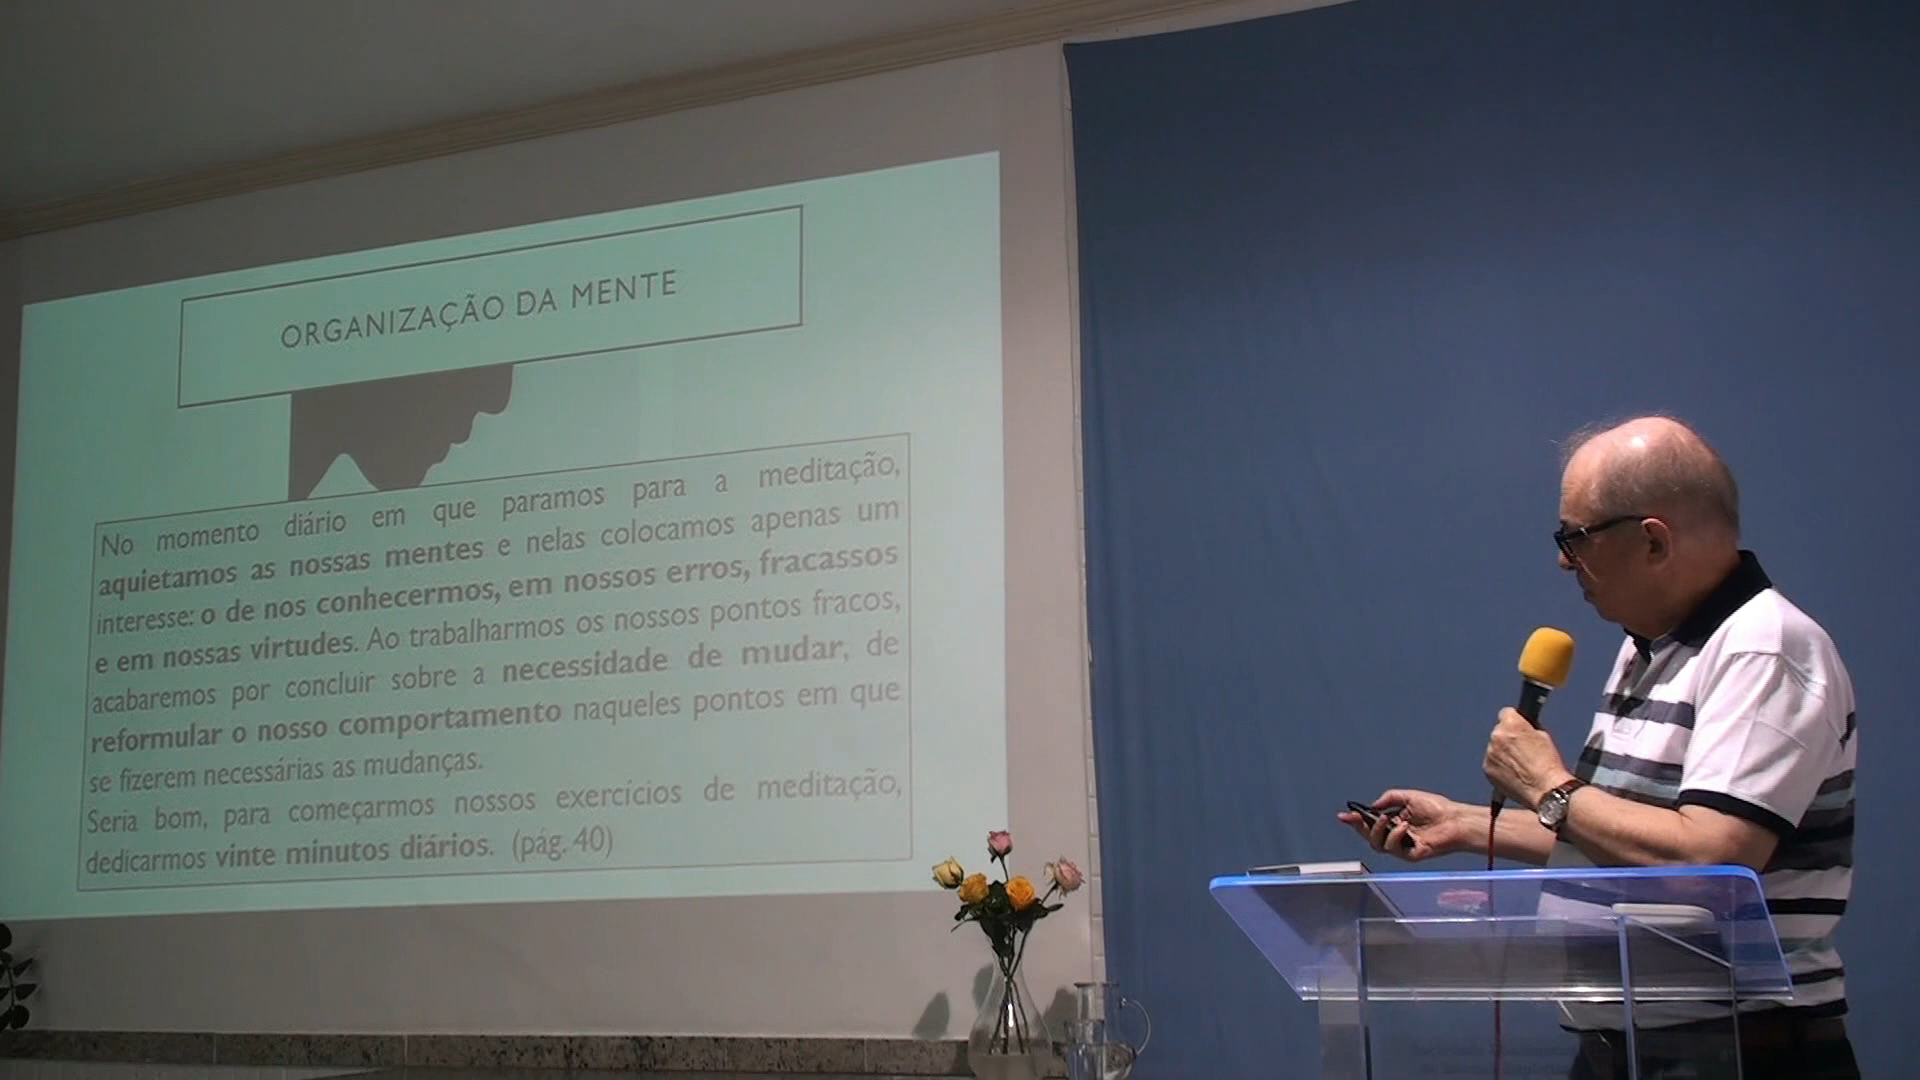 ORGANIZAÇÃO DA MENTE
No momento diário em que paramos para a meditação,
aquietamos as nossas mentes e nelas colocamos apenas um
interesse: o de nos conhecermos, em nossos erros, fracassos
e em nossas virtudes. Ao trabalharmos os nossos pontos fracos,
acabaremos por concluir sobre a necessidade de mudar, de
reformular o nosso comportamento naqueles pontos em que
se fizerem necessárias as mudanças.
Seria bom, para começarmos nossos exercícios de meditação,
dedicarmos vinte minutos diários. (pág. 40)